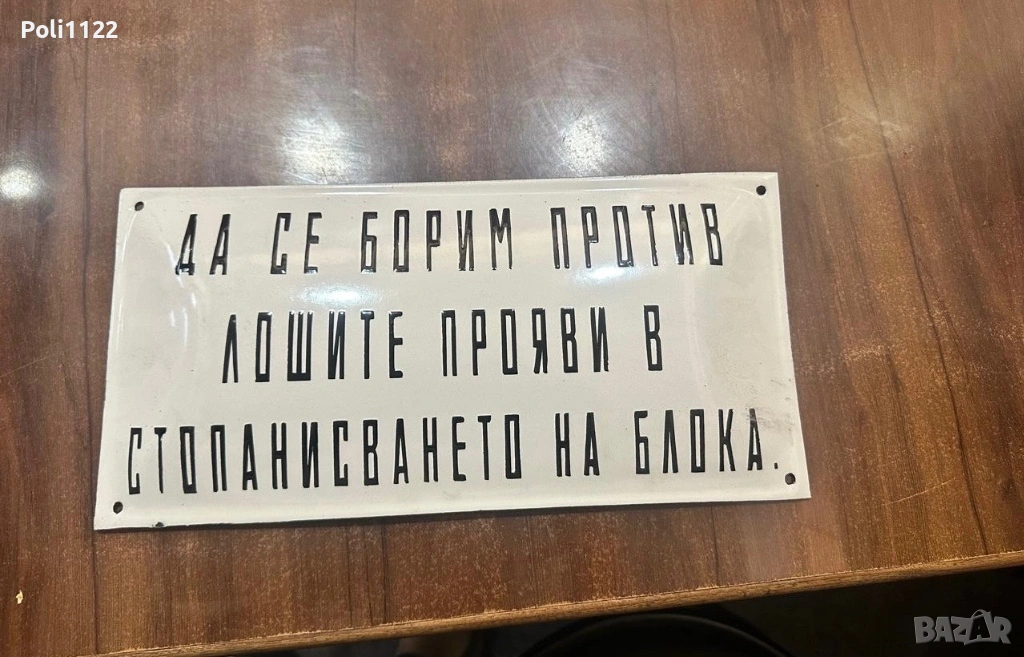 Poli1122
ДА СЕ БОРИМ ПРОТИВ
ЛОШИТЕ ПРОЯВИ В
СТОПАНИСВАНЕТО НА БЛОКА.
BAZAR